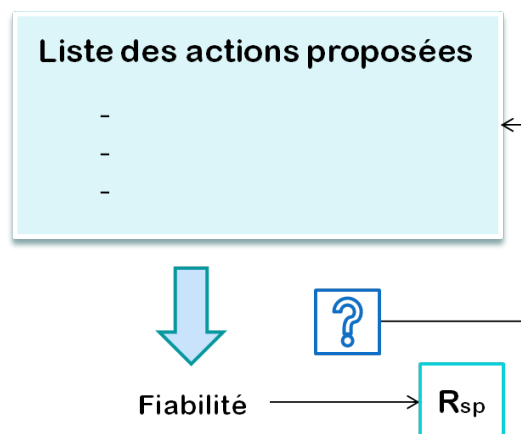 Liste des actions proposées
-
-
-
?
Fiabilité
Rsp